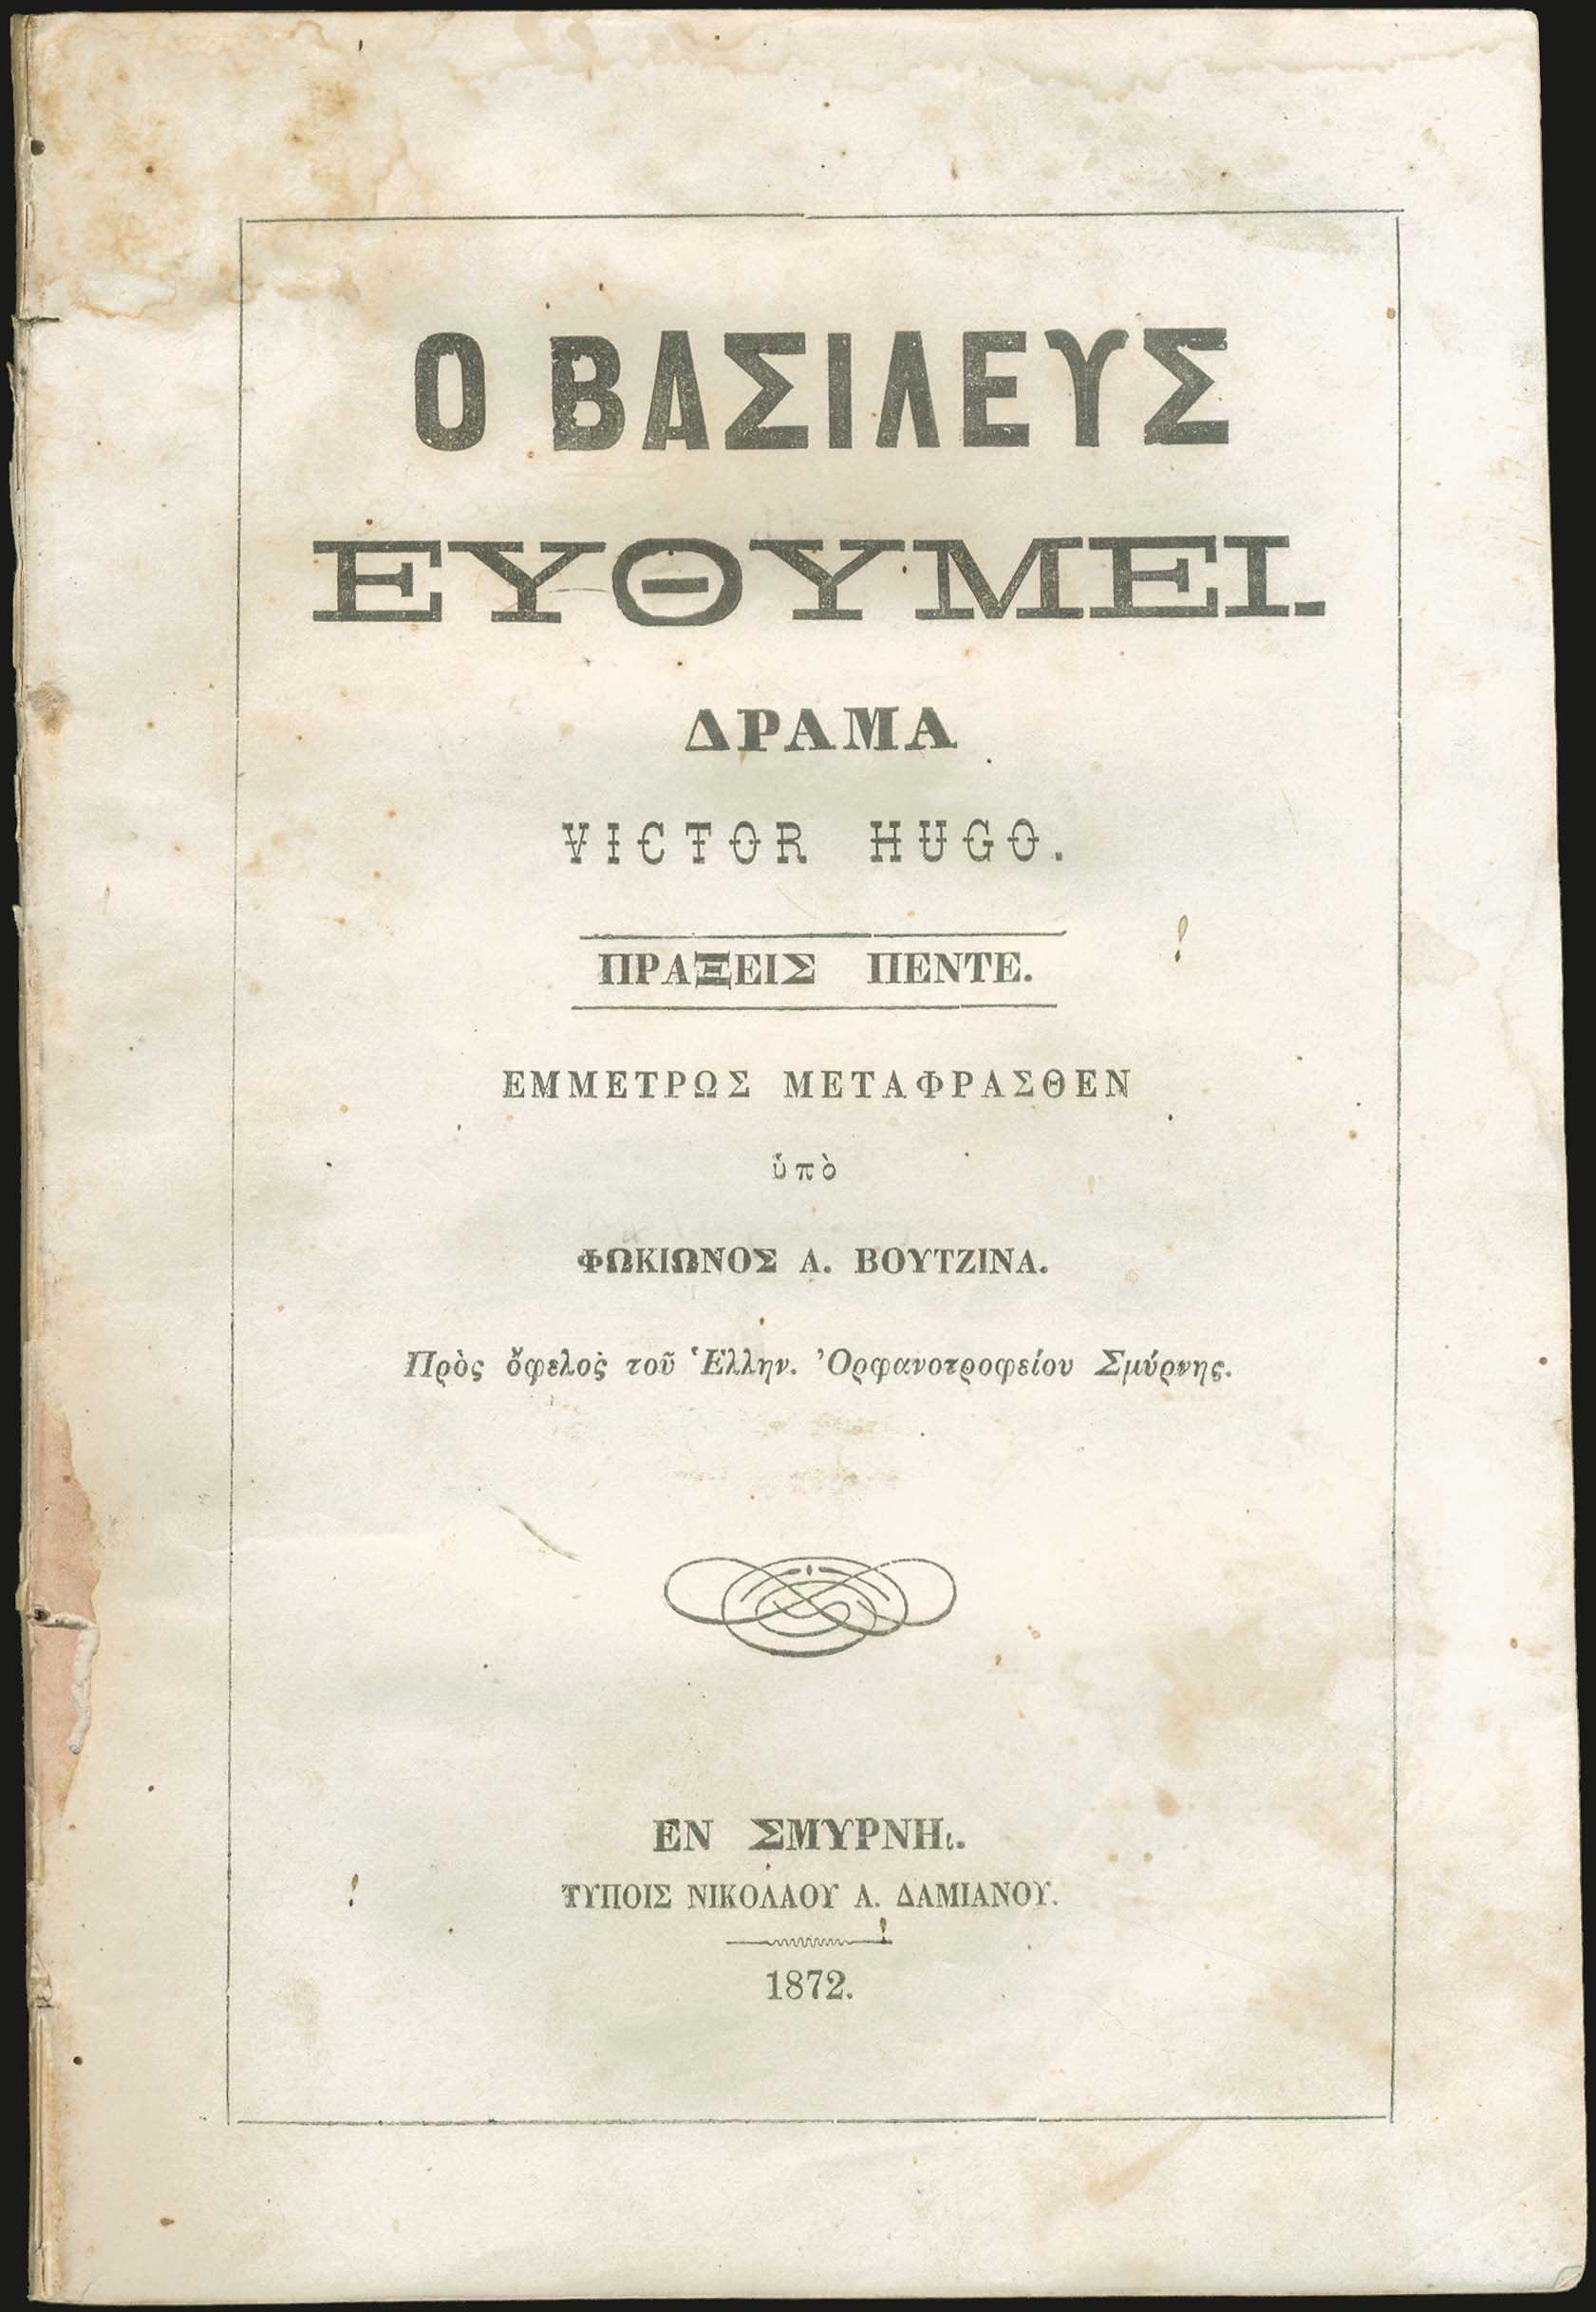 Ο ΒΑΣΙΛΕΥΣ
ΕΥΘΥΜΕΙ.
ΔΡΑΜΑ
VICTOR HUGO.
ΠΡΑΞΕΙΣ ΠΕΝΤΕ.
ΕΜΜΕΤΡΩΣ ΜΕΤΑΦΡΑΣΘΕΝ
ὑπὸ
ΦΩΚΙΩΝΟΣ Α. ΒΟΥΤΖΙΝΑ.
Πρὸς ὄφελος τοῦ Ἑλλην. Ὀρφανοτροφείου Σμύρνης.
ΕΝ ΣΜΥΡΝΗι.
ΤΥΠΟΙΣ ΝΙΚΟΛΑΟΥ Α. ΔΑΜΙΑΝΟΥ.
1872.